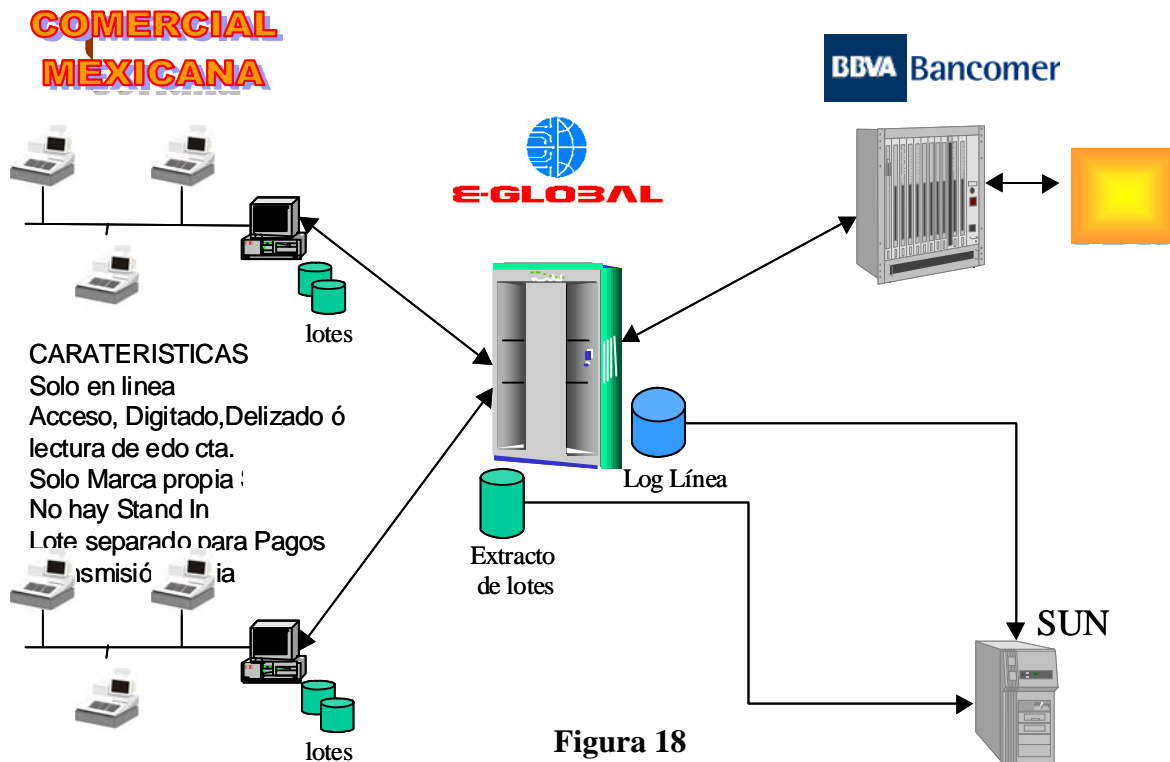 COMERCIAL
MEXICANA
BBVA Bancomer
E-GLOBAL
lotes
CARATERISTICAS
Solo en linea
Acceso, Digitado,Delizado ó
lectura de edo cta.
Solo Marca propia
No hay Stand In
Lote separado para Pagos
Log Línea
Extracto
de lotes
SUN
lotes
Figura 18